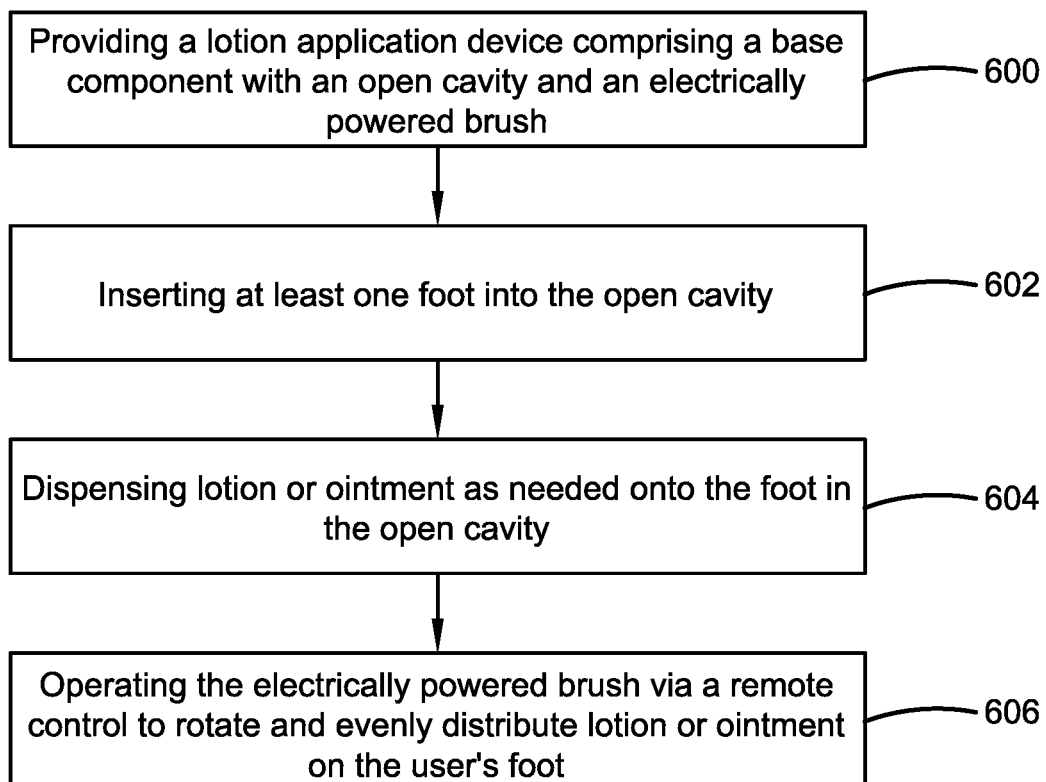 Providing a lotion application device comprising a base
component with an open cavity and an electrically
powered brush
600
Inserting at least one foot into the open cavity
602
Dispensing lotion or ointment as needed onto the foot in
the open cavity
604
Operating the electrically powered brush via a remote
control to rotate and evenly distribute lotion or ointment
on the user's foot
606